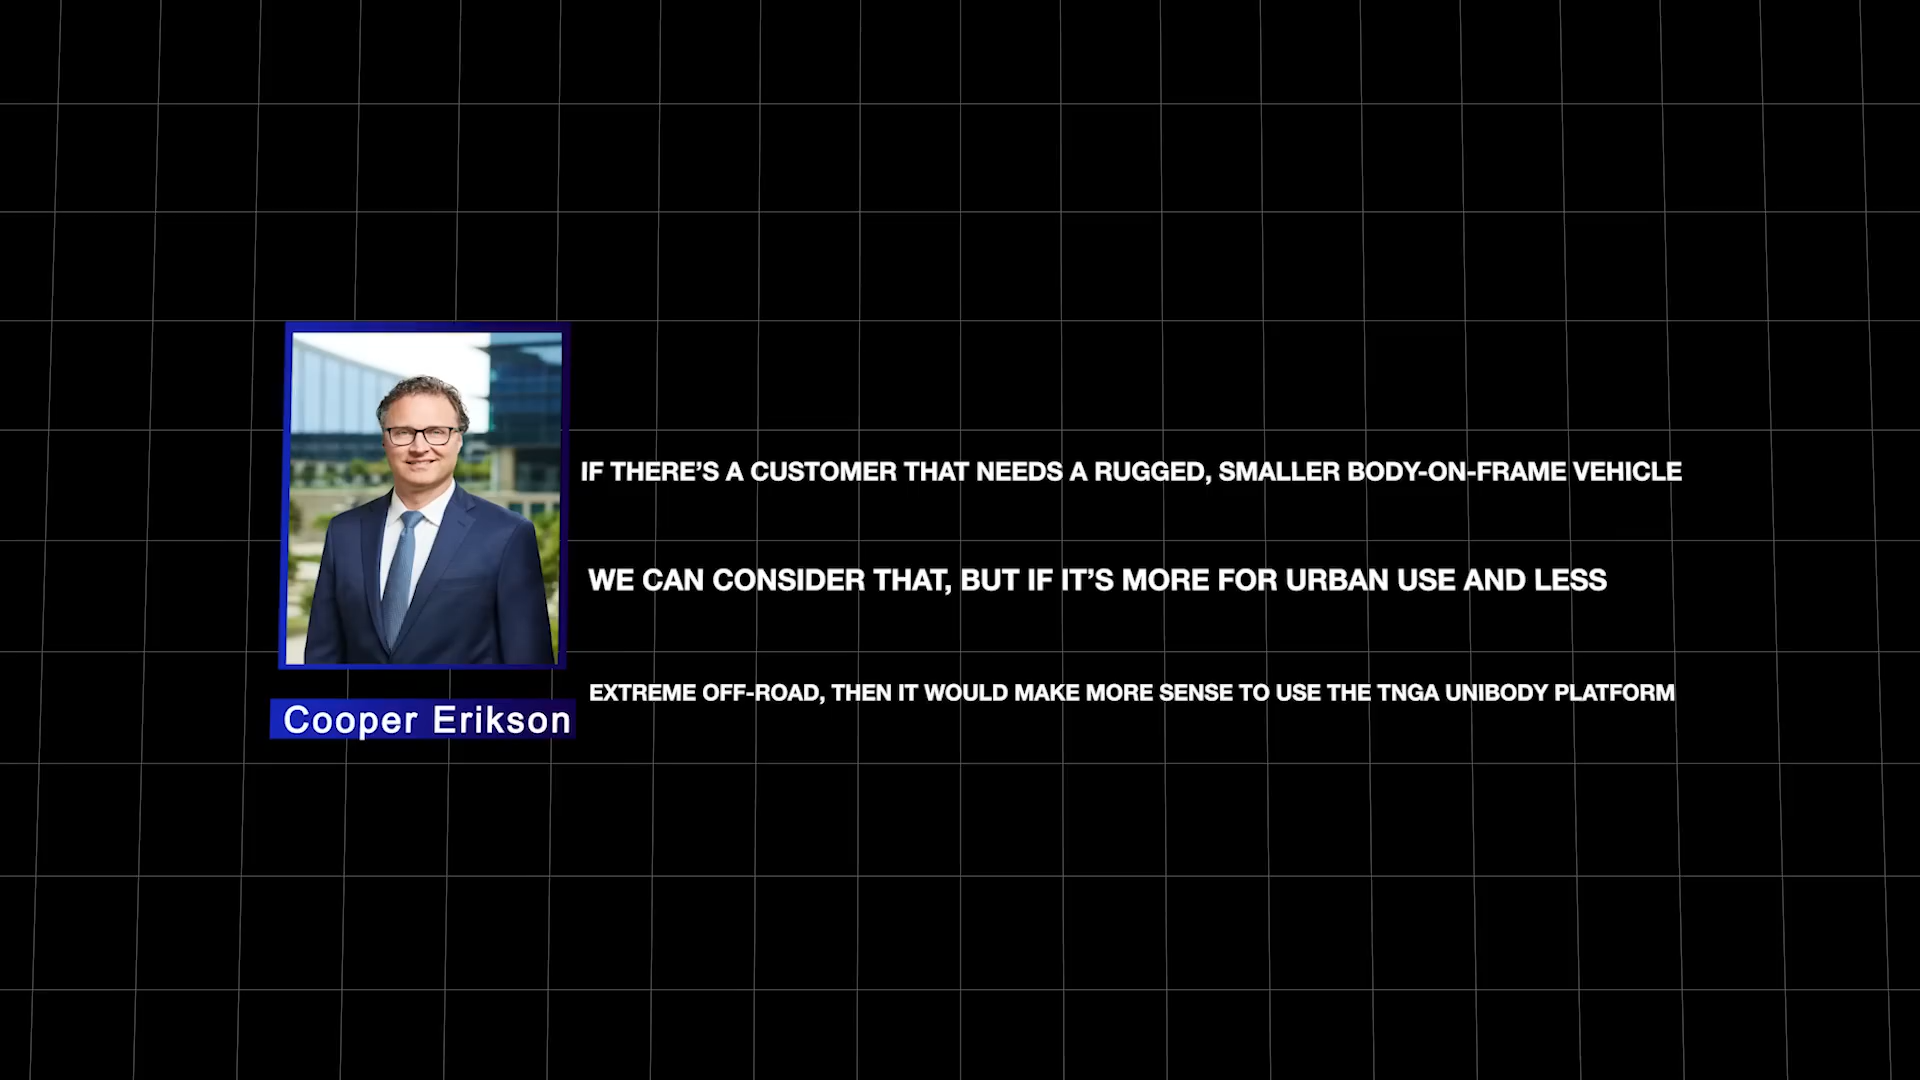 IF THERE’S A CUSTOMER THAT NEEDS A RUGGED, SMALLER BODY-ON-FRAME VEHICLE
WE CAN CONSIDER THAT, BUT IF IT’S MORE FOR URBAN USE AND LESS
EXTREME OFF-ROAD, THEN IT WOULD MAKE MORE SENSE TO USE THE TNGA UNIBODY PLATFORM
Cooper Erikson